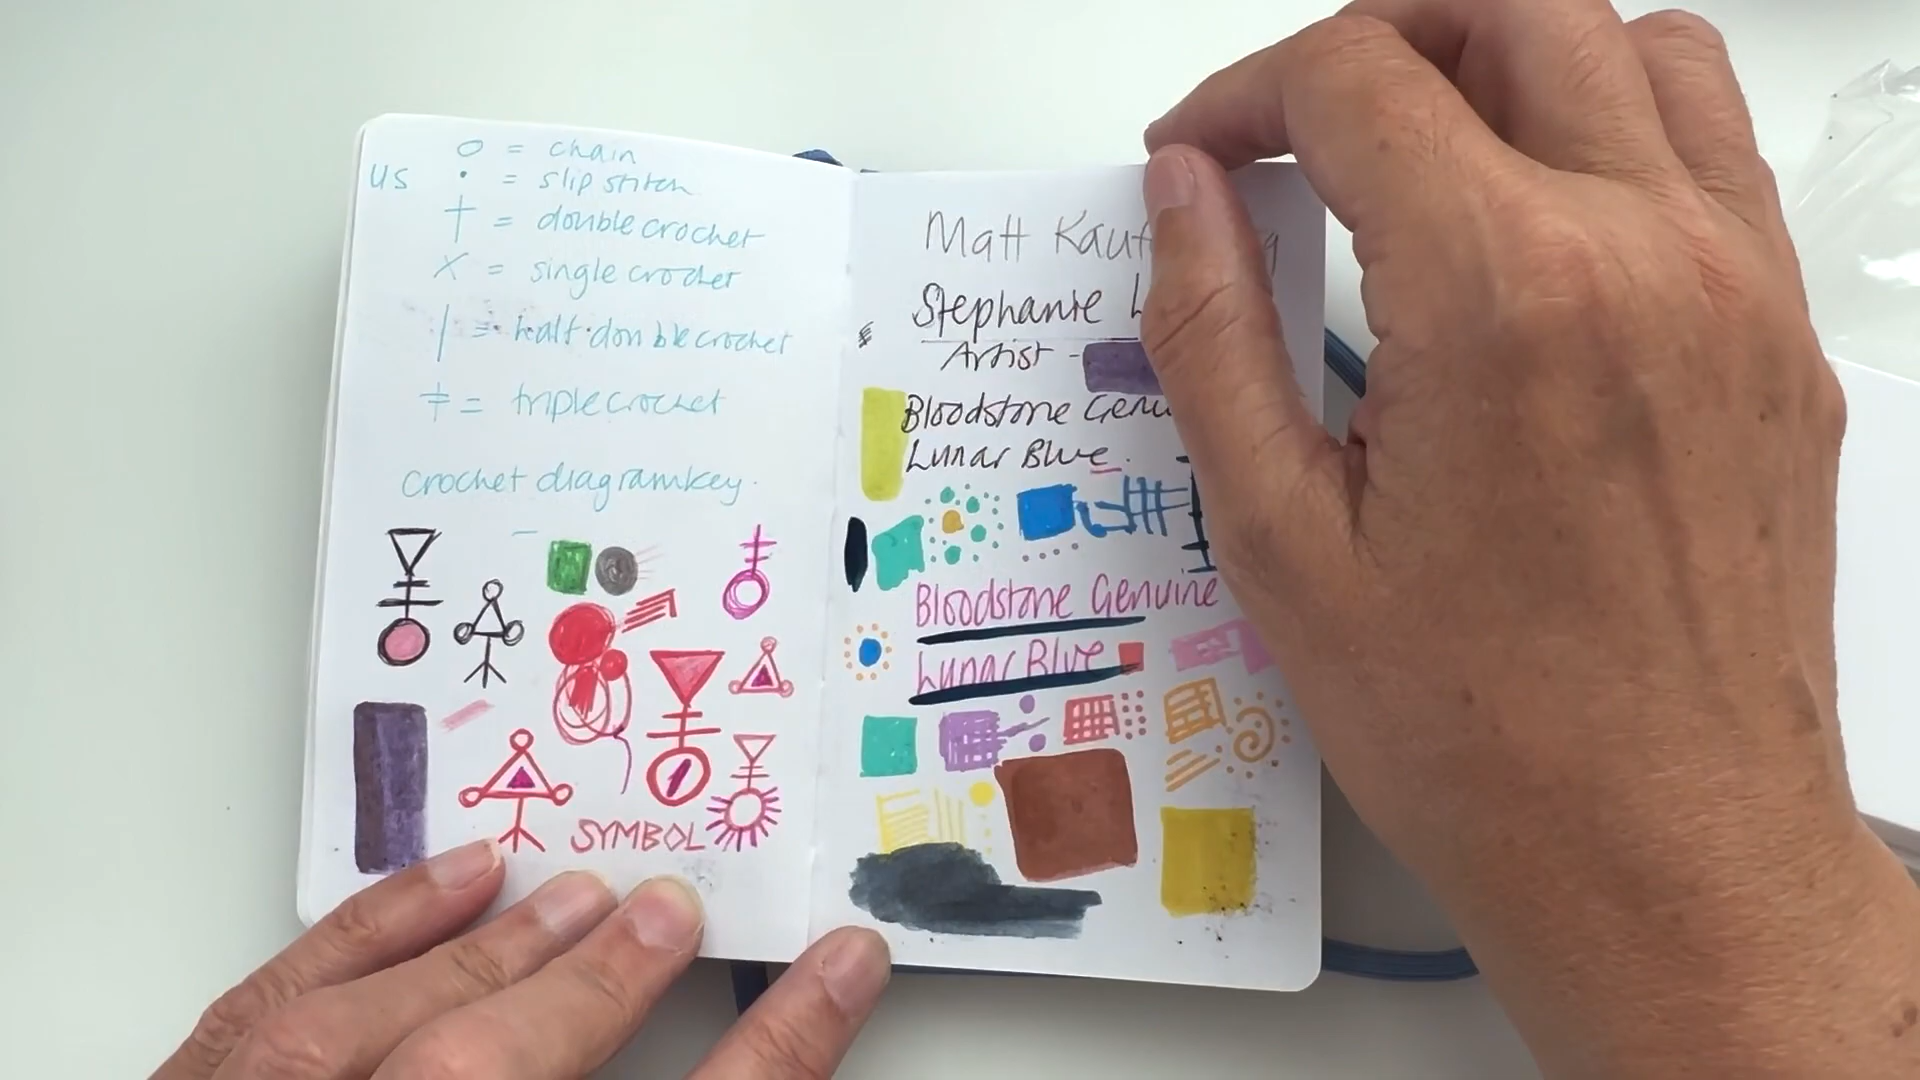 US
O = chain
• = slip stitch
† = double crochet
X = single crochet
| = half double crochet
ǂ = triple crochet
crochet diagram key.
SYMBOL
Matt
Stephanie
Artist -
Bloodstone
Lunar Blue.
Bloodstone Genuine
Lunar Blue